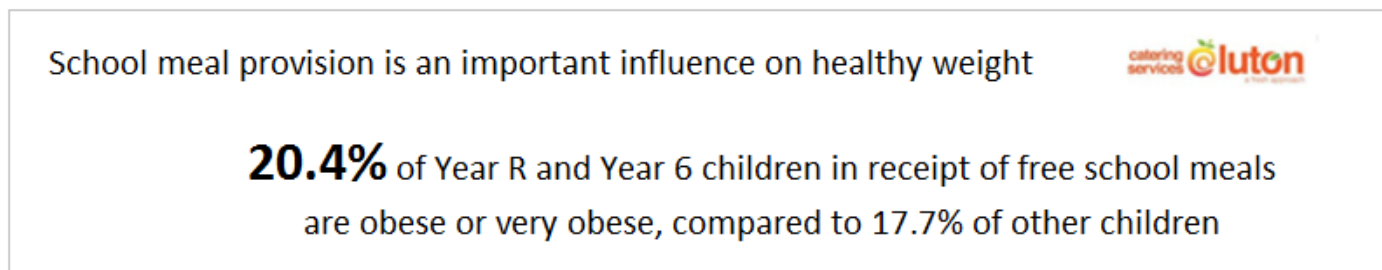 School meal provision is an important influence on healthy weight
catering
services
luton
a fresh approach
20.4% of Year R and Year 6 children in receipt of free school meals
are obese or very obese, compared to 17.7% of other children